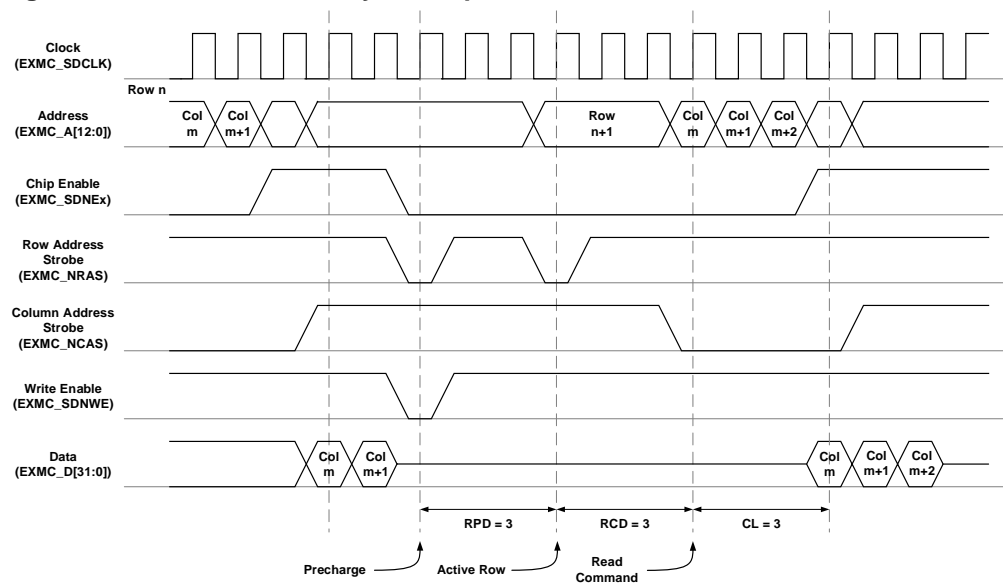 Clock
(EXMC_SDCLK)
Row n
Address
(EXMC_A[12:0])
Col
m
Col
m+1
Row
n+1
Col
m
Col
m+1
Col
m+2
Chip Enable
(EXMC_SDNEx)
Row Address
Strobe
(EXMC_NRAS)
Column Address
Strobe
(EXMC_NCAS)
Write Enable
(EXMC_SDNWE)
Data
(EXMC_D[31:0])
Col
m
Col
m+1
Col
m
Col
m+1
Col
m+2
RPD = 3
RCD = 3
CL = 3
Precharge
Active Row
Read
Command